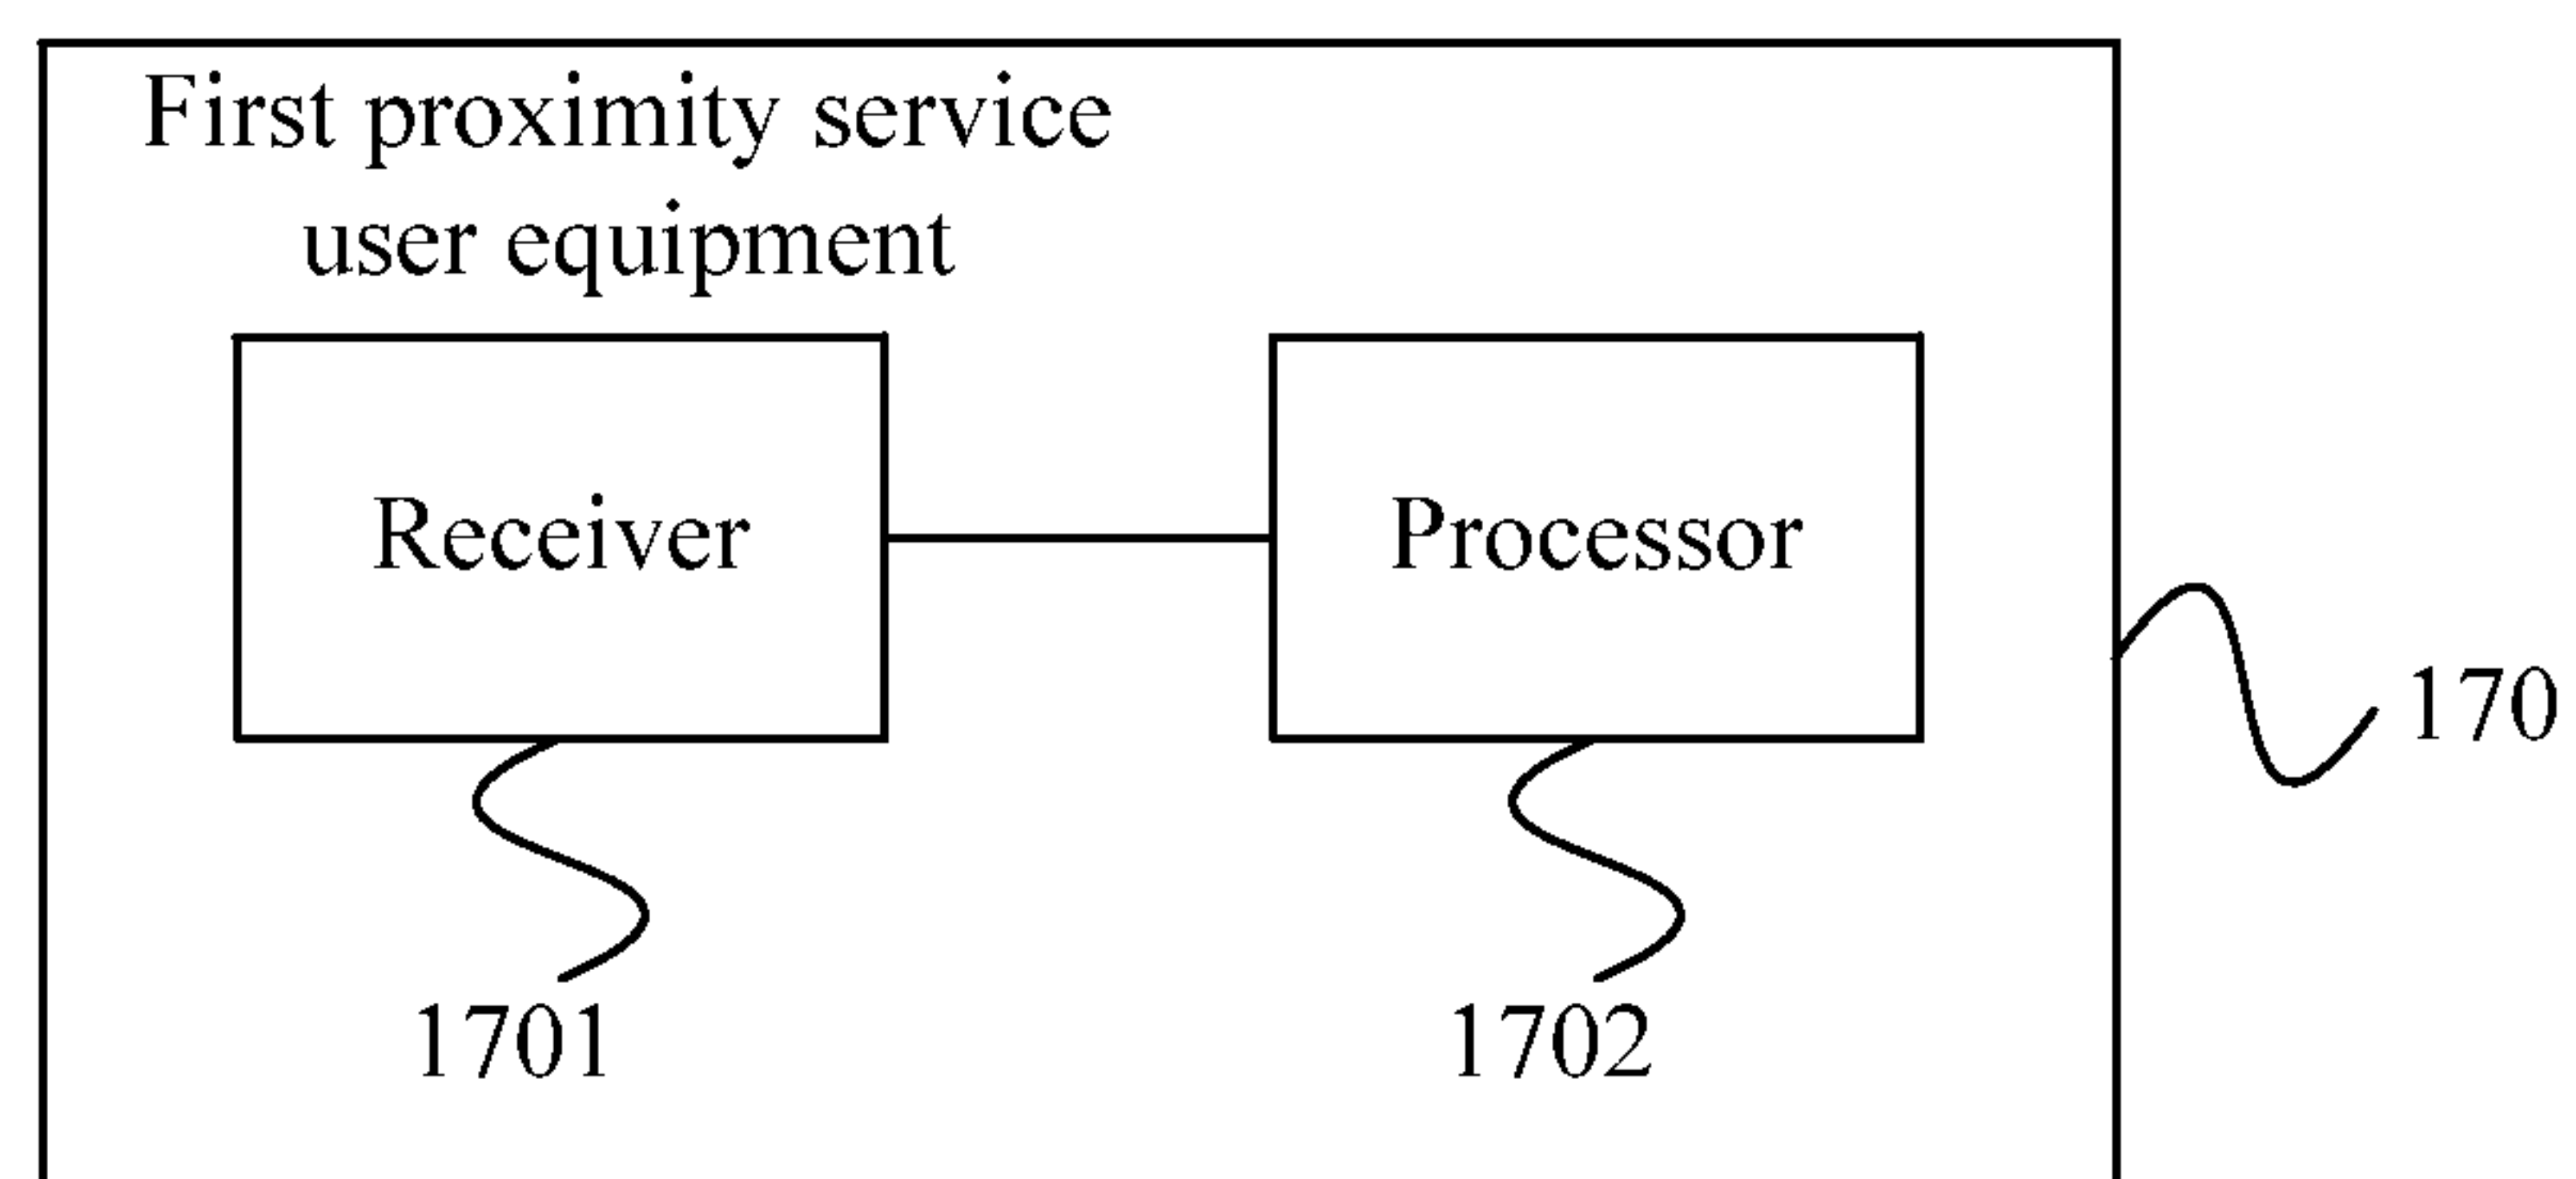 First proximity service
user equipment
Receiver
Processor
170
1701
1702